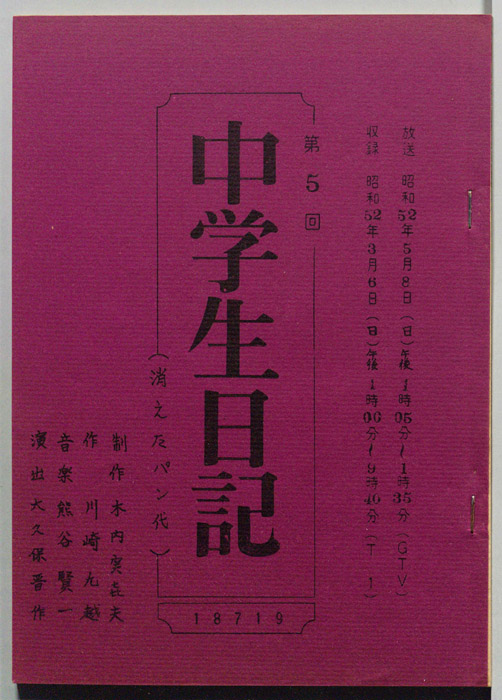 放送 昭和52年5月8日(日)午後1時05分~1時35分(GTV)
収録 昭和52年3月6日(日)午後1時00分~9時40分(T-1)
第5回
中学生日記
(消えたパン代)
制作 木内実 夫
作 川崎九越
音楽 熊谷賢一
演出 大久保晋作
18719